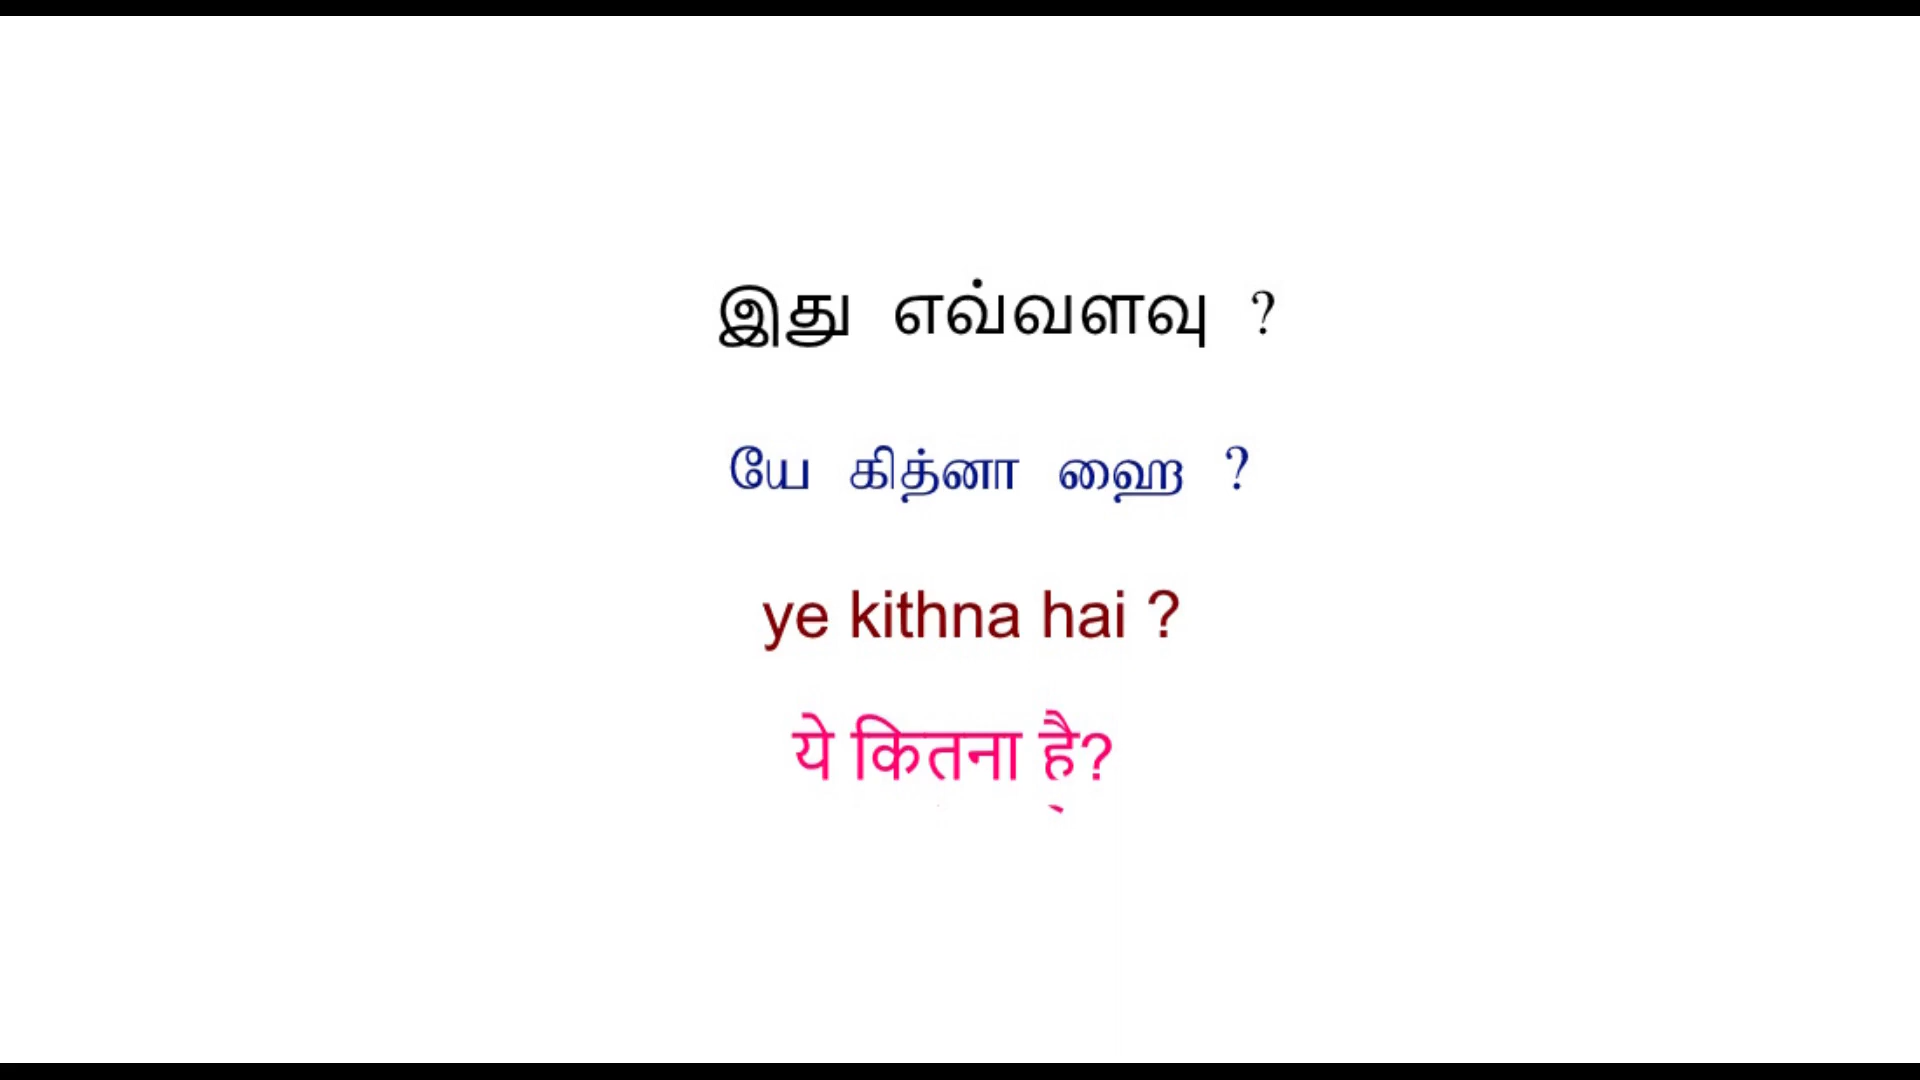 இது எவ்வளவு ?
யே கித்னா ஹை ?
ye kithna hai ?
ये कितना है?